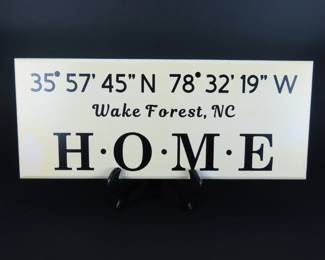 35° 57' 45" N 78° 32' 19" W
Wake Forest, NC
H·O·M·E